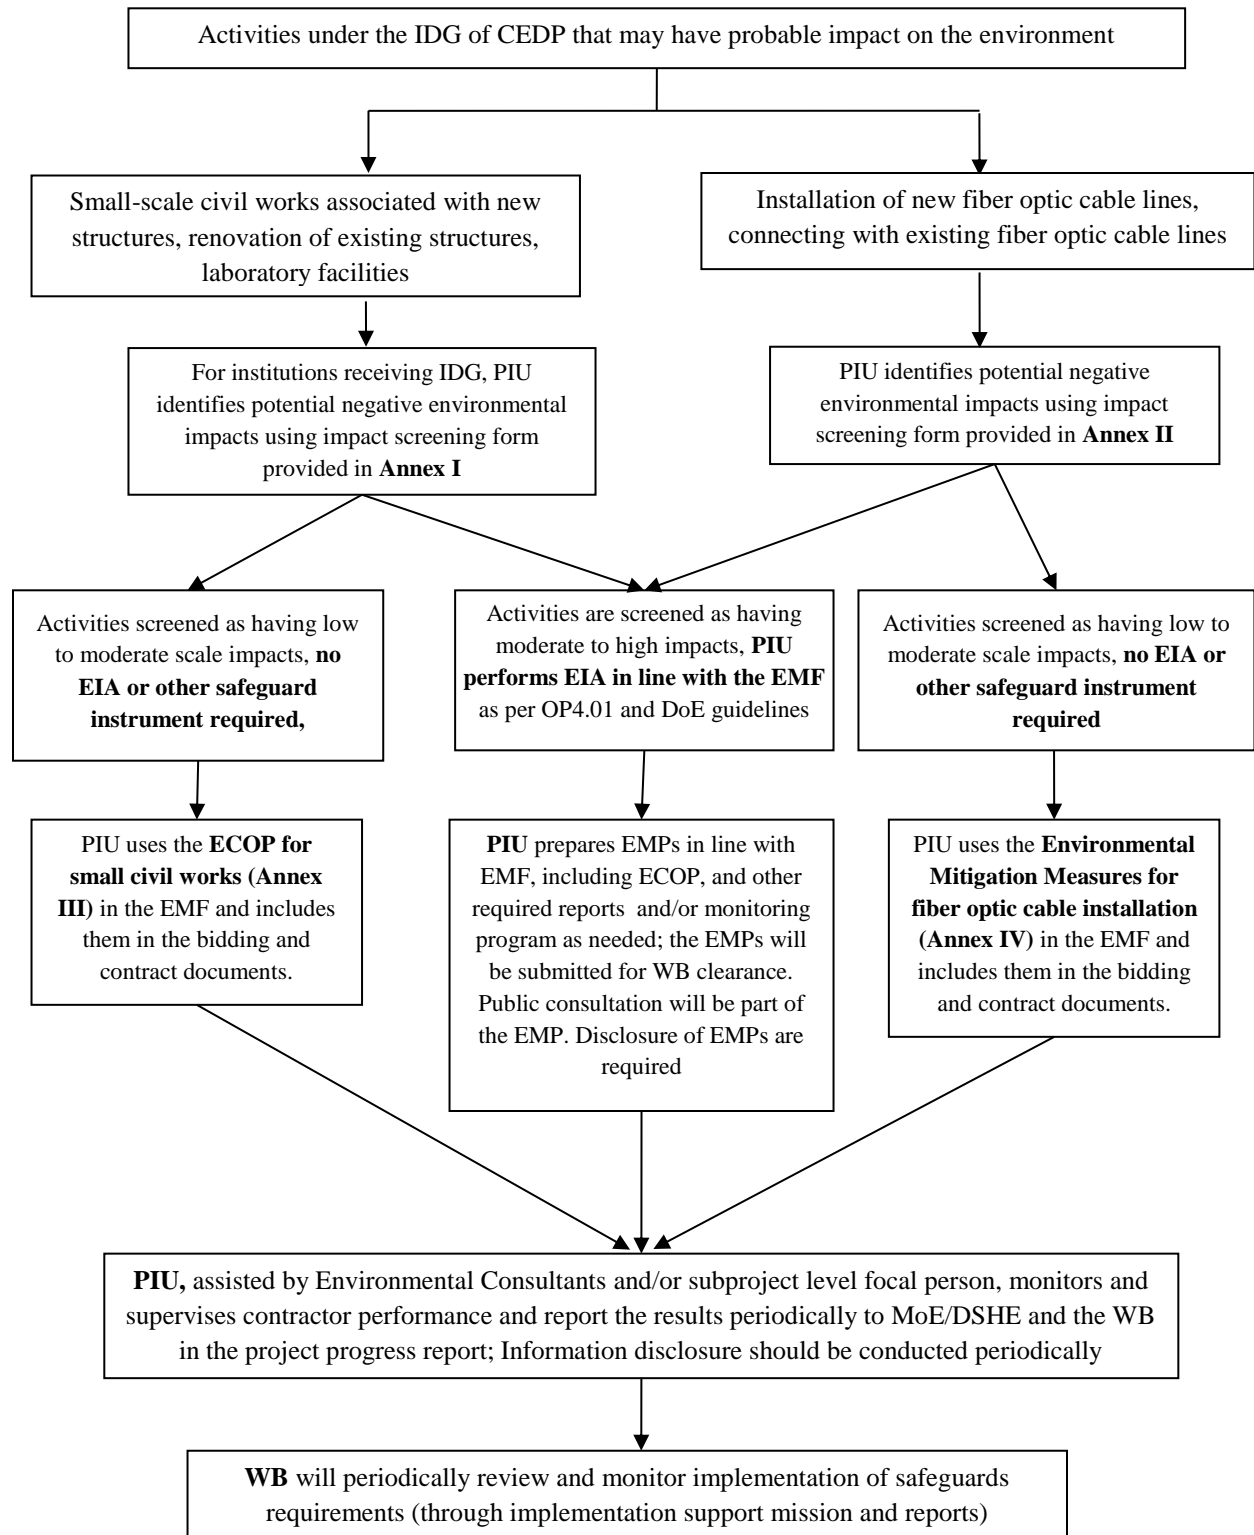 Activities under the IDG of CEDP that may have probable impact on the environment
Small-scale civil works associated with new
structures, renovation of existing structures,
laboratory facilities
Installation of new fiber optic cable lines,
connecting with existing fiber optic cable lines
For institutions receiving IDG, PIU
identifies potential negative environmental
impacts using impact screening form
provided in Annex I
PIU identifies potential negative
environmental impacts using impact
screening form provided in Annex II
Activities screened as having low
to moderate scale impacts, no
EIA or other safeguard
instrument required,
Activities are screened as having
moderate to high impacts, PIU
performs EIA in line with the EMF
as per OP4.01 and DoE guidelines
Activities screened as having low to
moderate scale impacts, no EIA or
other safeguard instrument
required
PIU uses the ECOP for
small civil works (Annex
III) in the EMF and includes
them in the bidding and
contract documents.
PIU prepares EMPs in line with
EMF, including ECOP, and other
required reports and/or monitoring
program as needed; the EMPs will
be submitted for WB clearance.
Public consultation will be part of
the EMP. Disclosure of EMPs are
required
PIU uses the Environmental
Mitigation Measures for
fiber optic cable installation
(Annex IV) in the EMF and
includes them in the bidding
and contract documents.
PIU, assisted by Environmental Consultants and/or subproject level focal person, monitors and
supervises contractor performance and report the results periodically to MoE/DSHE and the WB
in the project progress report; Information disclosure should be conducted periodically
WB will periodically review and monitor implementation of safeguards
requirements (through implementation support mission and reports)